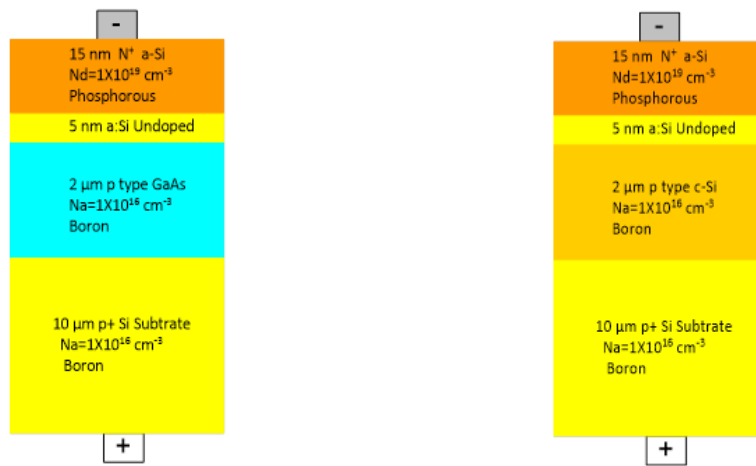 -
15 nm N⁺ a-Si
Nd=1X10¹⁹ cm⁻³
Phosphorous
5 nm a:Si Undoped
2 μm p type GaAs
Na=1X10¹⁶ cm⁻³
Boron
10 μm p+ Si Subtrate
Na=1X10¹⁶ cm⁻³
Boron
+
-
15 nm N⁺ a-Si
Nd=1X10¹⁹ cm⁻³
Phosphorous
5 nm a:Si Undoped
2 μm p type c-Si
Na=1X10¹⁶ cm⁻³
Boron
10 μm p+ Si Subtrate
Na=1X10¹⁶ cm⁻³
Boron
+